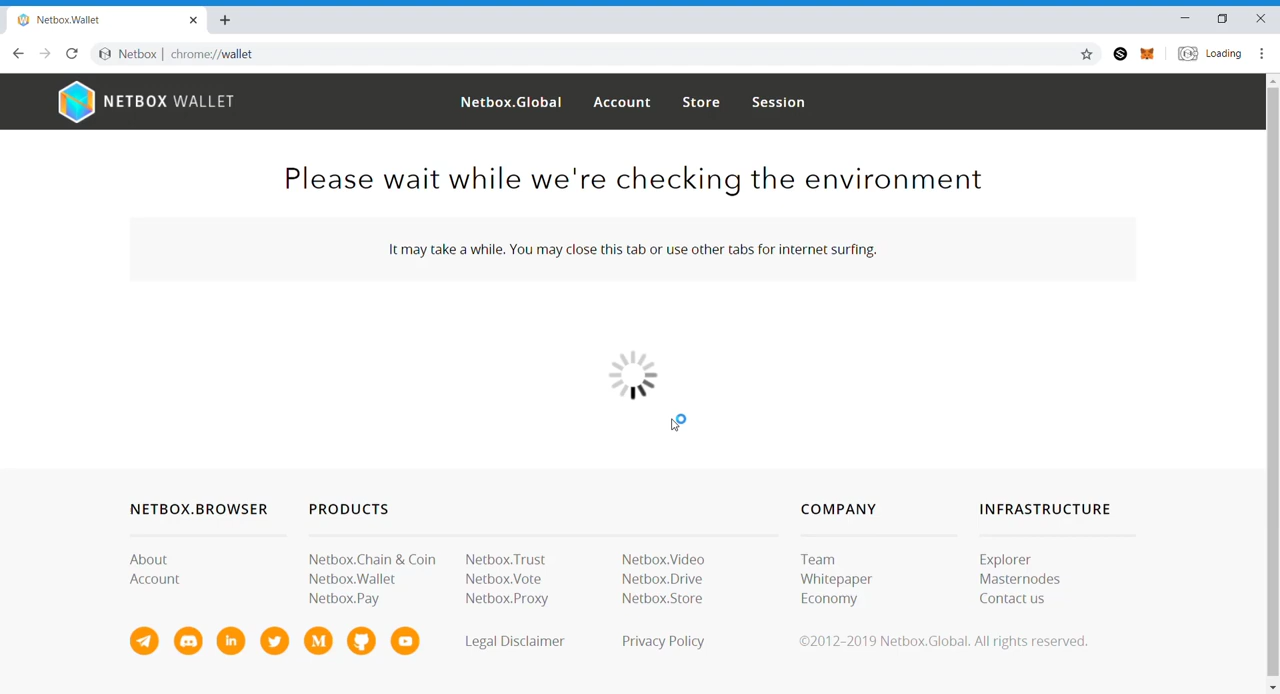 Netbox.Wallet
Netbox | chrome://wallet
Loading
NETBOX WALLET
Netbox.Global Account Store Session
Please wait while we're checking the environment
It may take a while. You may close this tab or use other tabs for internet surfing.
NETBOX.BROWSER PRODUCTS COMPANY INFRASTRUCTURE
About Netbox.Chain & Coin Netbox.Trust Netbox.Video Team Explorer
Account Netbox.Wallet Netbox.Vote Netbox.Drive Whitepaper Masternodes
Netbox.Pay Netbox.Proxy Netbox.Store Economy Contact us
Legal Disclaimer Privacy Policy ©2012–2019 Netbox.Global. All rights reserved.